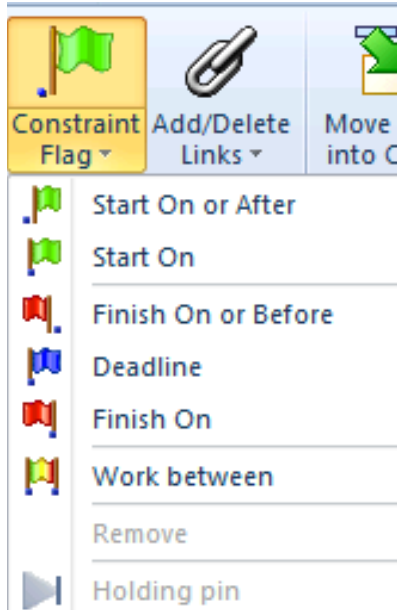 Constraint Add/Delete Move
Flag Links into
Start On or After
Start On
Finish On or Before
Deadline
Finish On
Work between
Remove
Holding pin